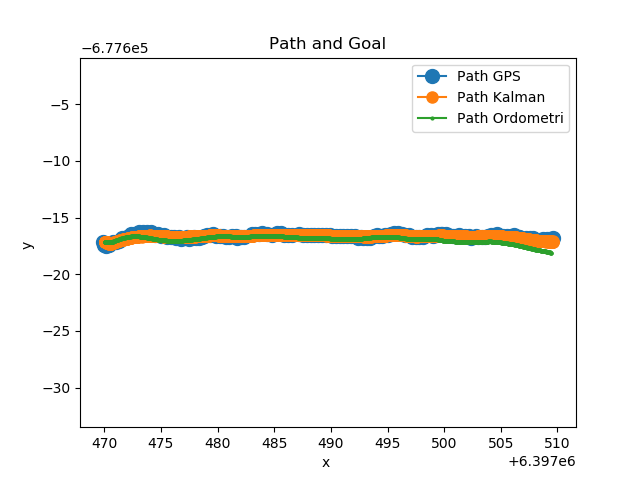 Path and Goal
−6.776e5
Path GPS
Path Kalman
Path Ordometri
y
−5
−10
−15
−20
−25
−30
470 475 480 485 490 495 500 505 510
x
+6.397e6